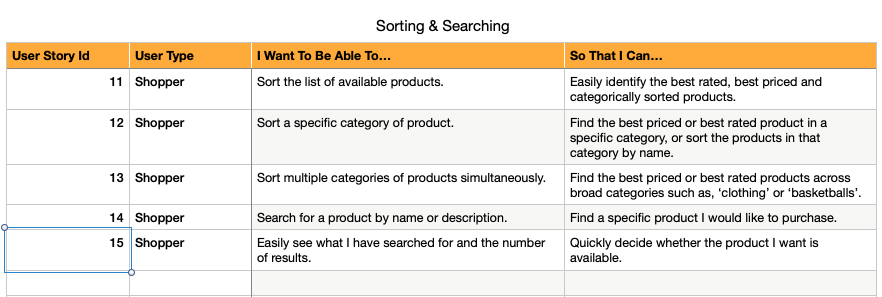 Sorting & Searching
User Story Id User Type I Want To Be Able To… So That I Can…
11 Shopper Sort the list of available products. Easily identify the best rated, best priced and
categorically sorted products.
12 Shopper Sort a specific category of product. Find the best priced or best rated product in a
specific category, or sort the products in that
category by name.
13 Shopper Sort multiple categories of products simultaneously. Find the best priced or best rated products across
broad categories such as, ‘clothing’ or ‘basketballs’.
14 Shopper Search for a product by name or description. Find a specific product I would like to purchase.
15 Shopper Easily see what I have searched for and the number Quickly decide whether the product I want is
of results. available.